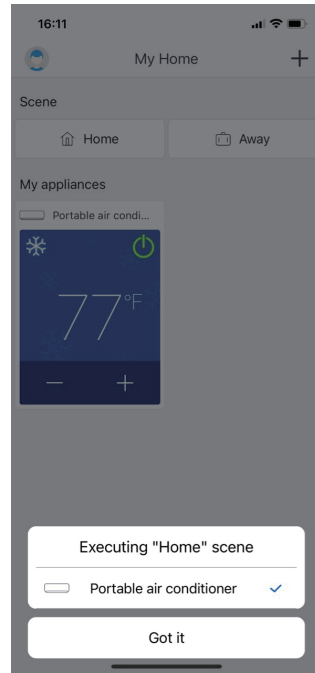 16:11
My Home
Scene
Home
Away
My appliances
Portable air condi...
77°F
Executing "Home" scene
Portable air conditioner
Got it